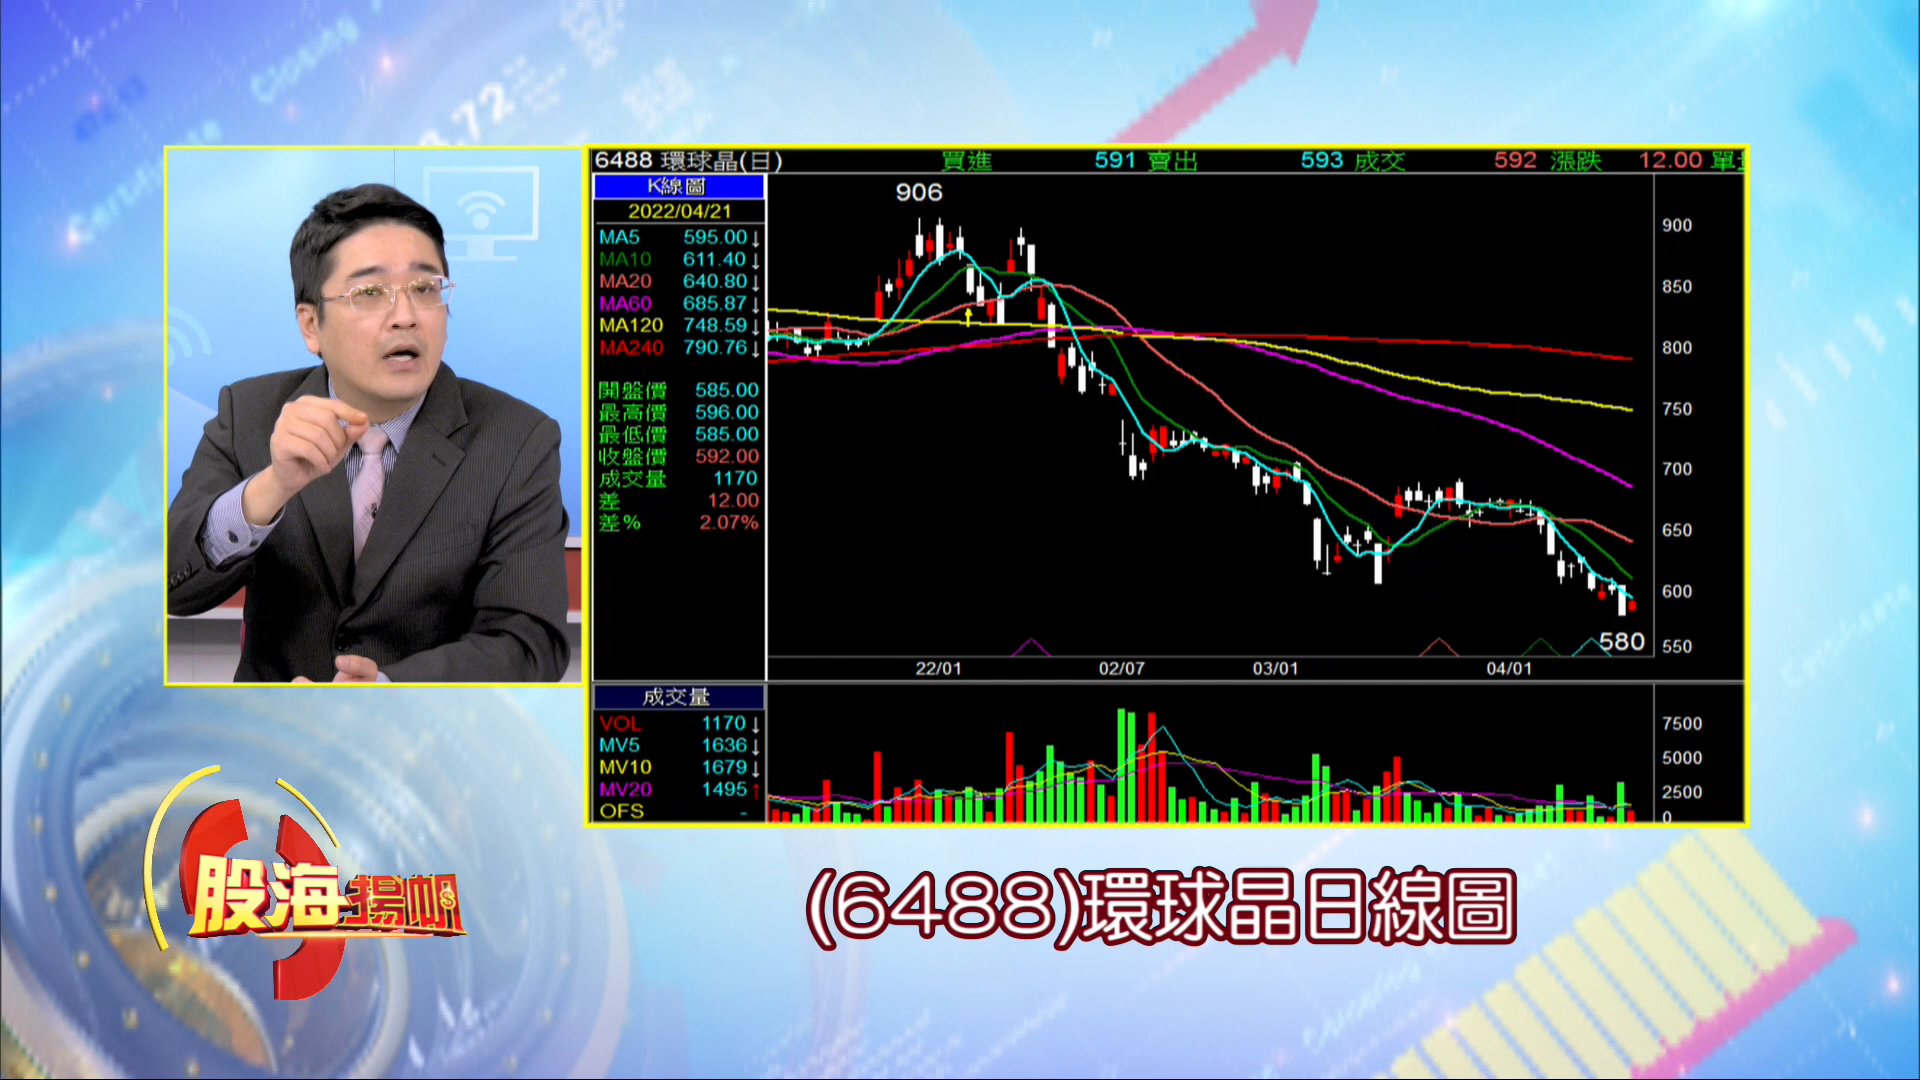 6488 環球晶(日) 買進 591 賣出 593 成交 592 漲跌 12.00
K線圖
2022/04/21
MA5 595.00↓
MA10 611.40↓
MA20 640.80↓
MA60 685.87↓
MA120 748.59↓
MA240 790.76↓
開盤價 585.00
最高價 596.00
最低價 585.00
收盤價 592.00
成交量 1170
差 12.00
差% 2.07%
906
900
850
800
750
700
650
600
580
550
22/01 02/07 03/01 04/01
成交量
VOL 1170↓
MV5 1636↓
MV10 1679↓
MV20 1495↑
OFS -
7500
5000
2500
0
股海揚帆
(6488)環球晶日線圖